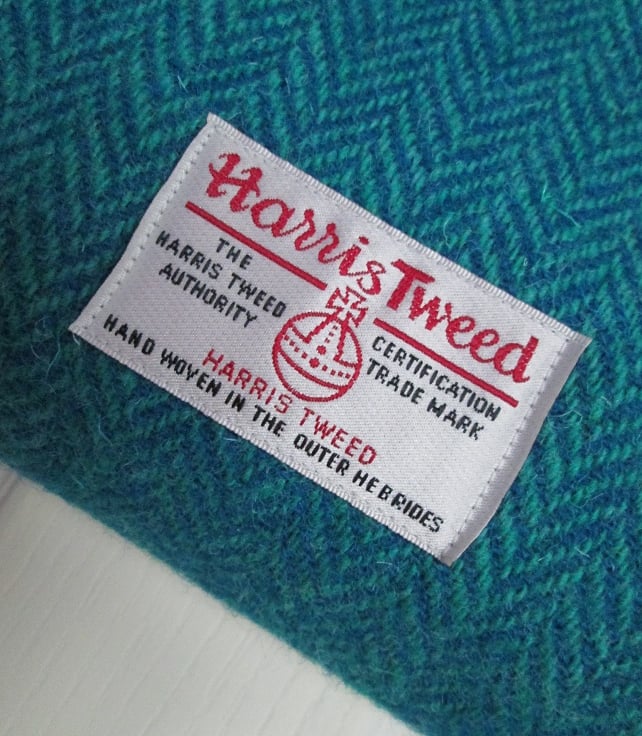 Harris Tweed
THE
HARRIS TWEED
AUTHORITY
CERTIFICATION
TRADE MARK
HARRIS TWEED
HAND WOVEN IN THE OUTER HEBRIDES